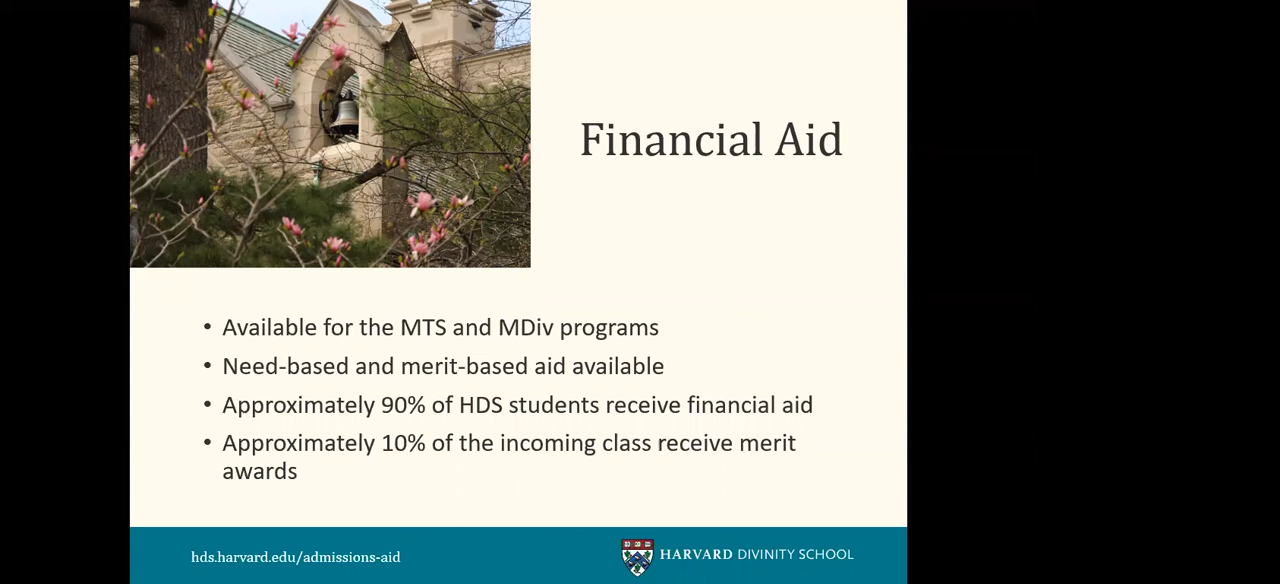 Financial Aid
• Available for the MTS and MDiv programs
• Need-based and merit-based aid available
• Approximately 90% of HDS students receive financial aid
• Approximately 10% of the incoming class receive merit
awards
hds.harvard.edu/admissions-aid
HARVARD DIVINITY SCHOOL